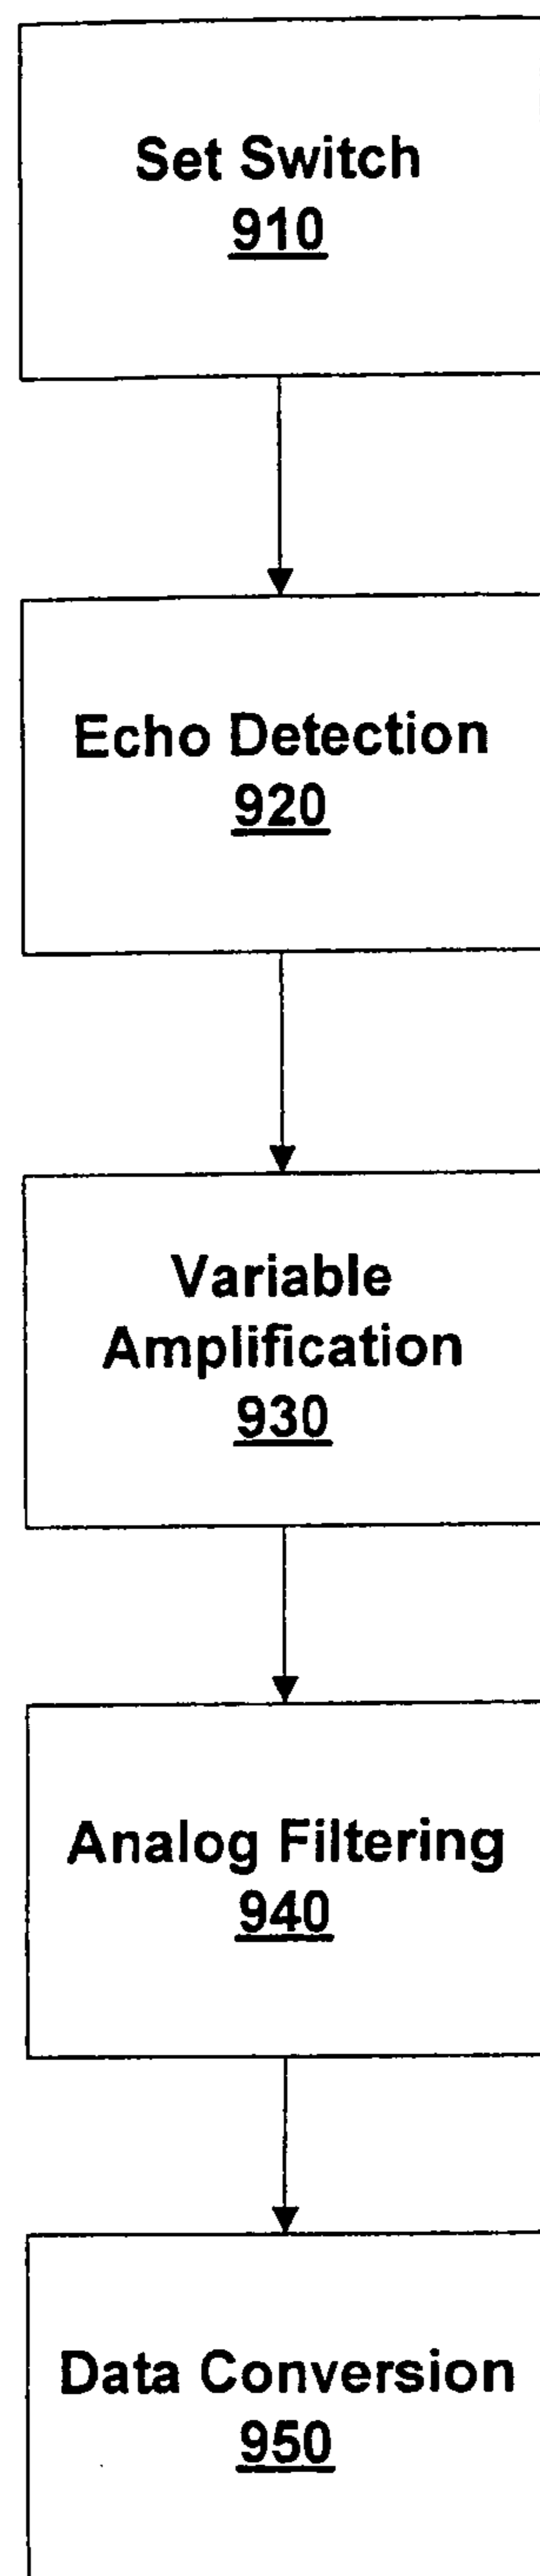 Set Switch
910
Echo Detection
920
Variable
Amplification
930
Analog Filtering
940
Data Conversion
950